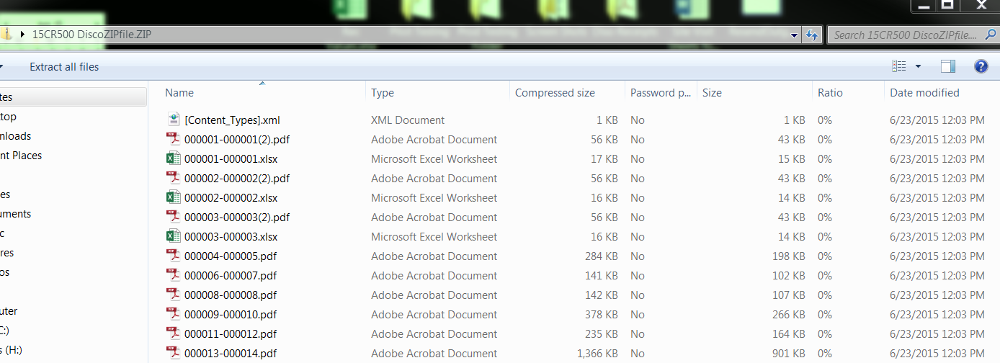 15CR500 DiscoZIPfile.ZIP
Search 15CR500 DiscoZIPfile....
Extract all files
Name Type Compressed size Password p... Size Ratio Date modified
tes
[Content_Types].xml XML Document 1 KB No 1 KB 0% 6/23/2015 12:03 PM
top
000001-000001(2).pdf Adobe Acrobat Document 56 KB No 43 KB 0% 6/23/2015 12:03 PM
nloads
000001-000001.xlsx Microsoft Excel Worksheet 17 KB No 15 KB 0% 6/23/2015 12:03 PM
nt Places
000002-000002(2).pdf Adobe Acrobat Document 56 KB No 43 KB 0% 6/23/2015 12:03 PM
es
000002-000002.xlsx Microsoft Excel Worksheet 16 KB No 14 KB 0% 6/23/2015 12:03 PM
uments
000003-000003(2).pdf Adobe Acrobat Document 56 KB No 43 KB 0% 6/23/2015 12:03 PM
c
000003-000003.xlsx Microsoft Excel Worksheet 16 KB No 14 KB 0% 6/23/2015 12:03 PM
res
000004-000005.pdf Adobe Acrobat Document 284 KB No 198 KB 0% 6/23/2015 12:03 PM
os
000006-000007.pdf Adobe Acrobat Document 141 KB No 102 KB 0% 6/23/2015 12:03 PM
000008-000008.pdf Adobe Acrobat Document 142 KB No 107 KB 0% 6/23/2015 12:03 PM
uter
000009-000010.pdf Adobe Acrobat Document 378 KB No 266 KB 0% 6/23/2015 12:03 PM
C:)
000011-000012.pdf Adobe Acrobat Document 235 KB No 164 KB 0% 6/23/2015 12:03 PM
s (H:)
000013-000014.pdf Adobe Acrobat Document 1,366 KB No 901 KB 0% 6/23/2015 12:03 PM